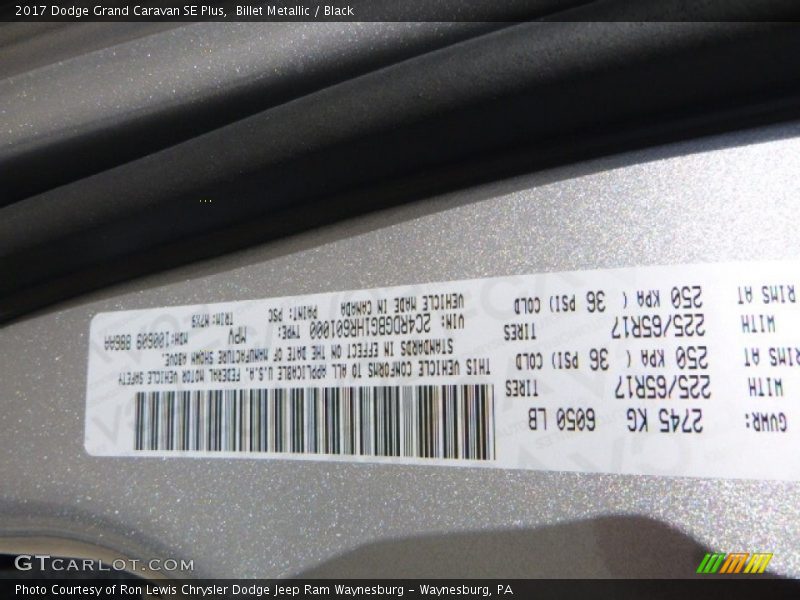 2017 Dodge Grand Caravan SE Plus,  Billet Metallic / Black
GVWR:  2745 KG  6050 LB
WITH  225/65R17  TIRES
RIMS AT  250 KPA ( 36 PSI) COLD
WITH  225/65R17  TIRES
RIMS AT  250 KPA ( 36 PSI) COLD
THIS VEHICLE CONFORMS TO ALL APPLICABLE U.S.A. FEDERAL MOTOR VEHICLE SAFETY
STANDARDS IN EFFECT ON THE DATE OF MANUFACTURE SHOWN ABOVE.
VIN: 2C4RDGBG1HR601000  TYPE:  MPV  MDH:100609  886AA
VEHICLE MADE IN CANADA  PAINT: PSC  TRIM:
GTCARLOT.COM
Photo Courtesy of Ron Lewis Chrysler Dodge Jeep Ram Waynesburg - Waynesburg, PA